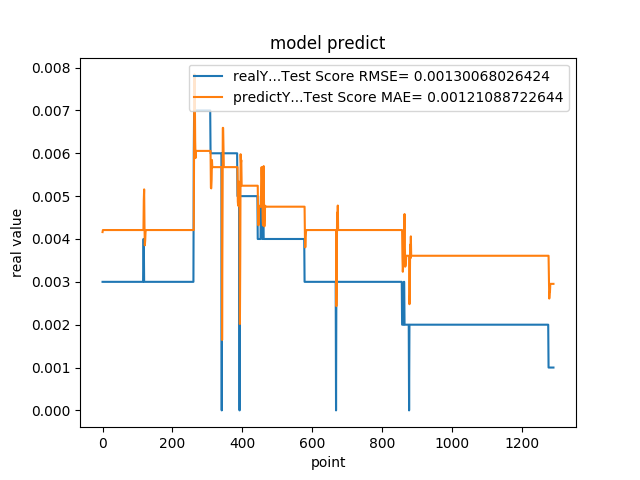 model predict
realY...Test Score RMSE= 0.00130068026424
predictY...Test Score MAE= 0.00121088722644
real value
0.008
0.007
0.006
0.005
0.004
0.003
0.002
0.001
0.000
0 200 400 600 800 1000 1200
point